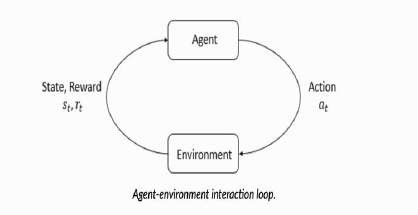 Agent
State, Reward
s_t, r_t
Action
a_t
Environment
Agent-environment interaction loop.